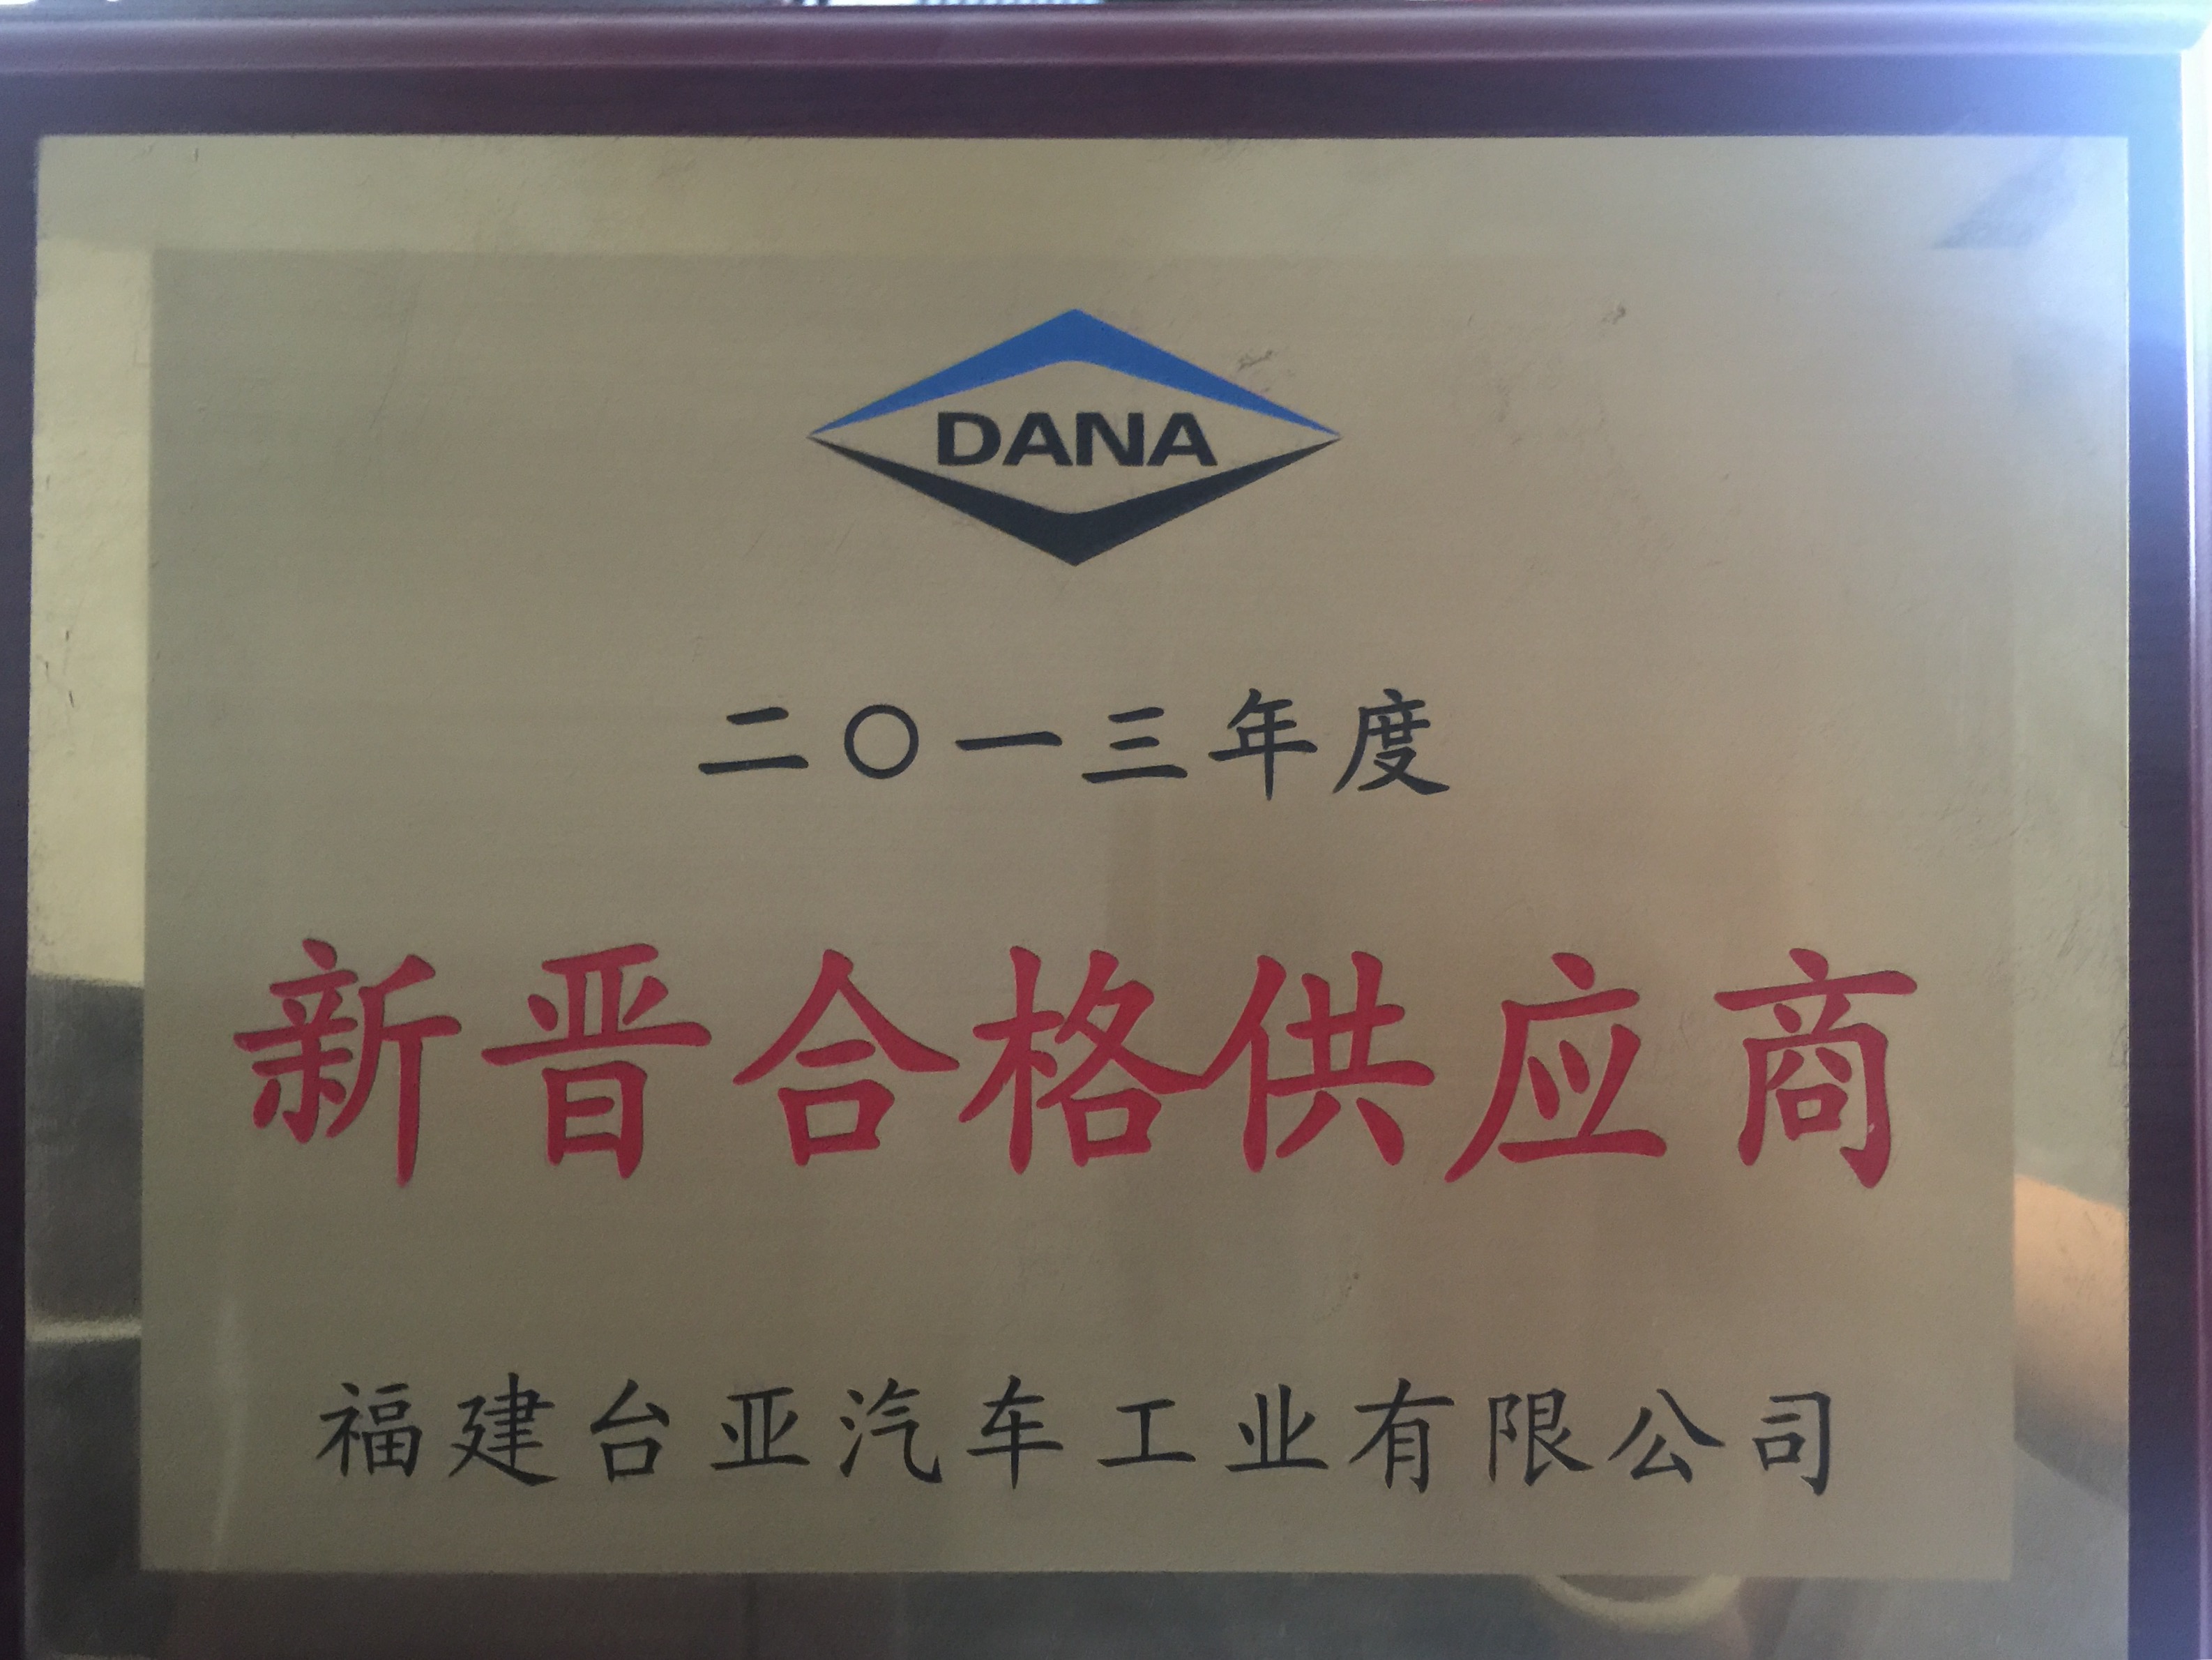 DANA
二〇一三年度
新晋合格供应商
福建台亚汽车工业有限公司